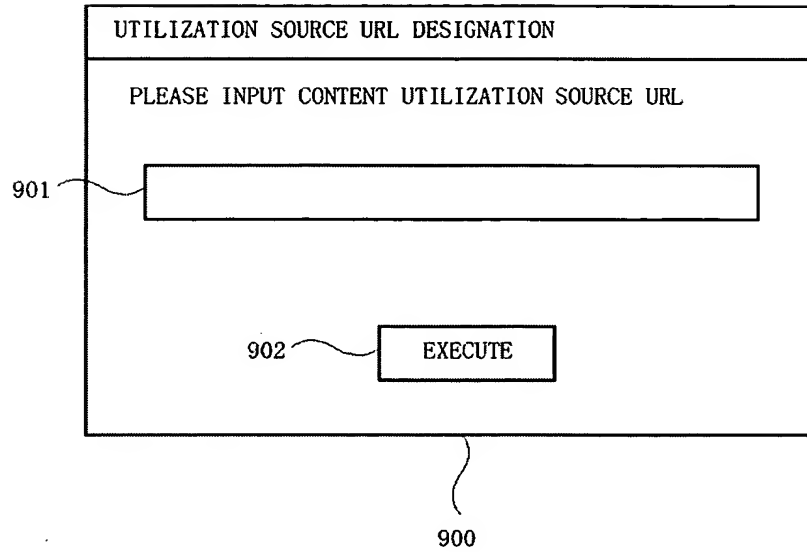 UTILIZATION SOURCE URL DESIGNATION
PLEASE INPUT CONTENT UTILIZATION SOURCE URL
901
902
EXECUTE
900